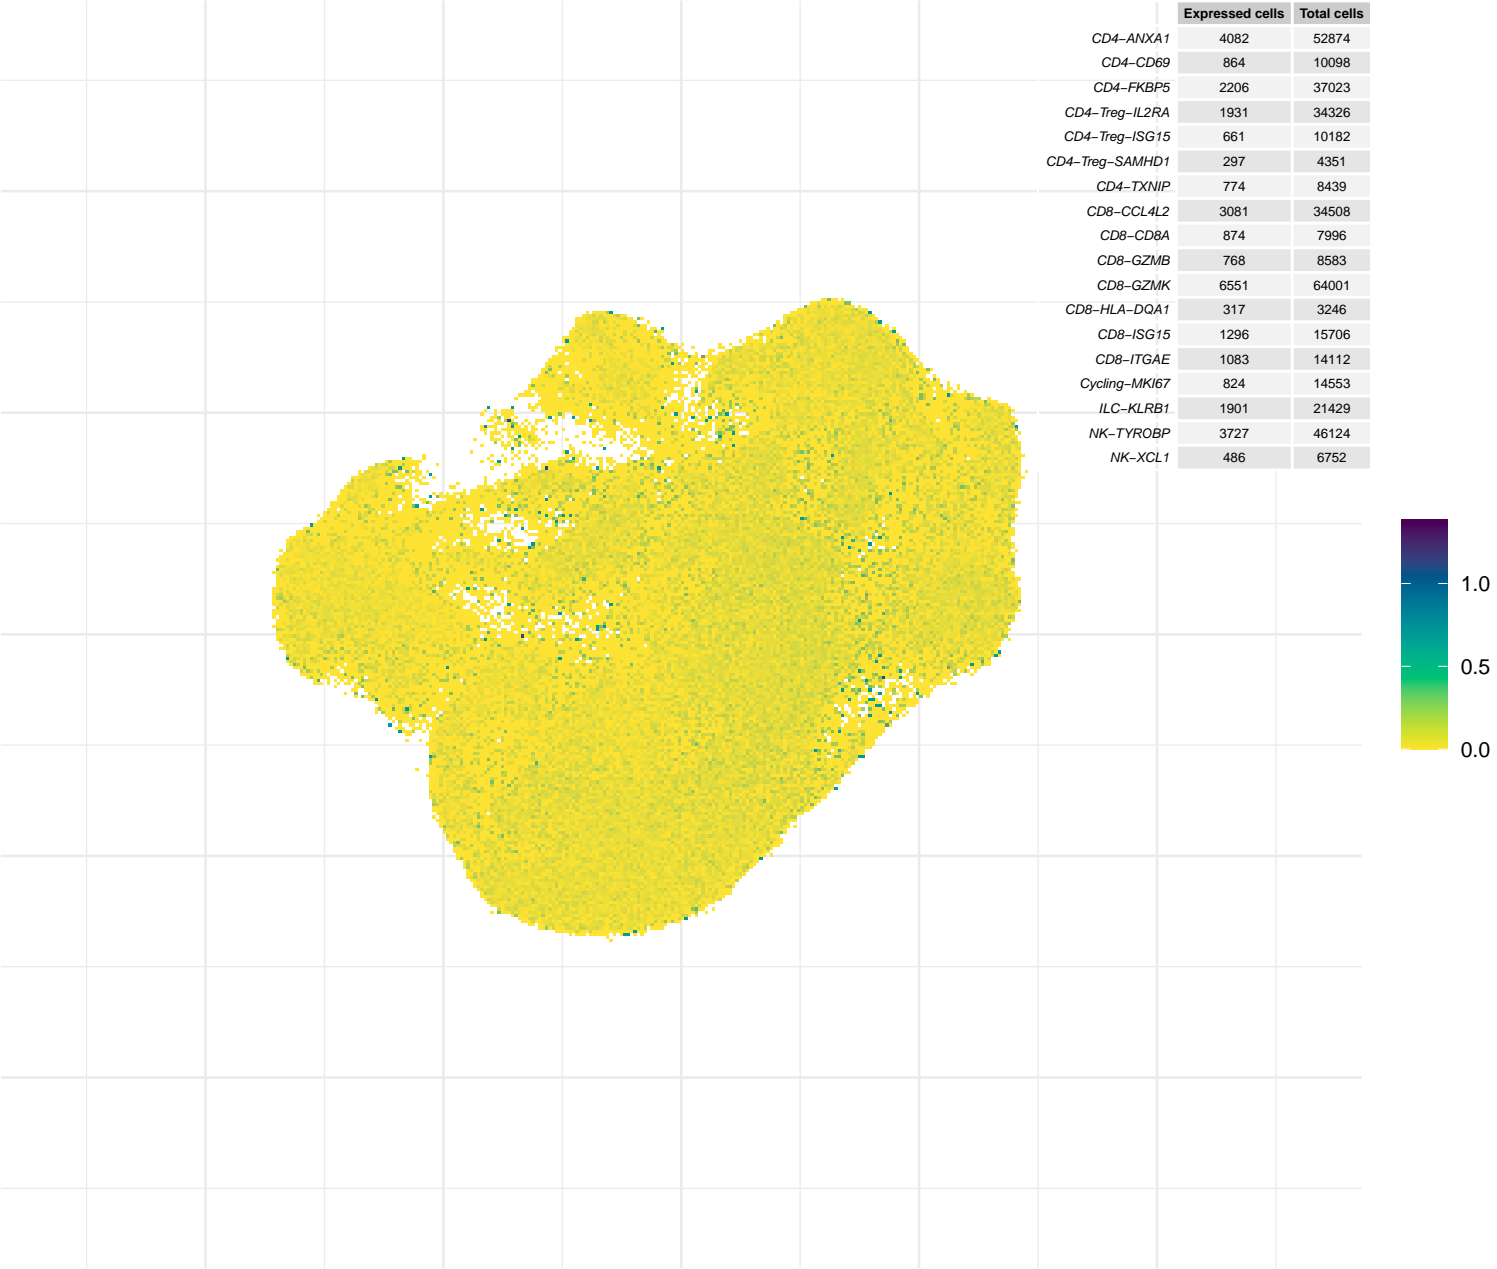 Expressed cells Total cells
CD4−ANXA1 4082 52874
CD4−CD69 864 10098
CD4−FKBP5 2206 37023
CD4−Treg−IL2RA 1931 34326
CD4−Treg−ISG15 661 10182
CD4−Treg−SAMHD1 297 4351
CD4−TXNIP 774 8439
CD8−CCL4L2 3081 34508
CD8−CD8A 874 7996
CD8−GZMB 768 8583
CD8−GZMK 6551 64001
CD8−HLA−DQA1 317 3246
CD8−ISG15 1296 15706
CD8−ITGAE 1083 14112
Cycling−MKI67 824 14553
ILC−KLRB1 1901 21429
NK−TYROBP 3727 46124
NK−XCL1 486 6752
1.0
0.5
0.0